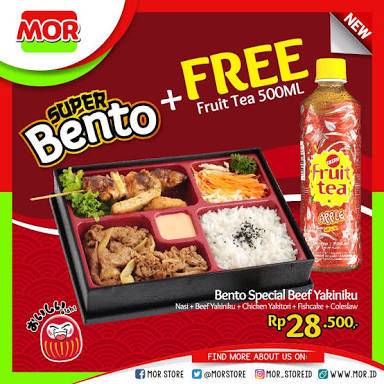 MOR
NEW
SUPER
Bento
+ FREE
Fruit Tea 500ML
Fruit
tea
APPLE
Bento Special Beef Yakiniku
Nasi + Beef Yakiniku + Chicken Yakitori + Fishcake + Coleslaw
Rp 28.500,-
おいしい
FIND MORE ABOUT US ON:
MOR STORE @MORSTORE MOR_STOREID WWW.MOR.ID